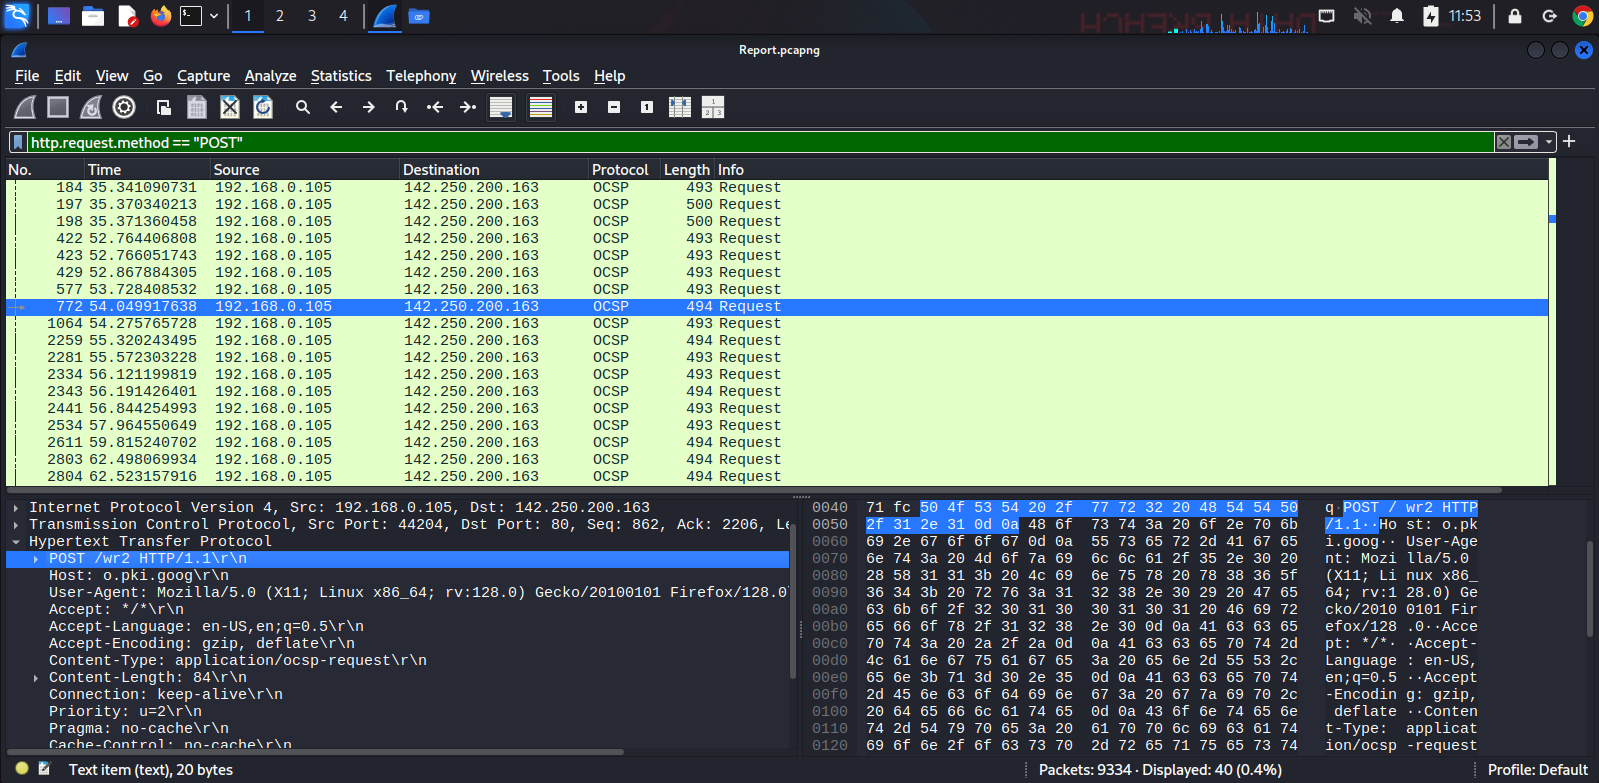 1 2 3 4 11:53
Report.pcapng
File Edit View Go Capture Analyze Statistics Telephony Wireless Tools Help
http.request.method == "POST"
No. Time Source Destination Protocol Length Info
184 35.341090731 192.168.0.105 142.250.200.163 OCSP 493 Request
197 35.370340213 192.168.0.105 142.250.200.163 OCSP 500 Request
198 35.371360458 192.168.0.105 142.250.200.163 OCSP 500 Request
422 52.764406808 192.168.0.105 142.250.200.163 OCSP 493 Request
423 52.766051743 192.168.0.105 142.250.200.163 OCSP 493 Request
429 52.867884305 192.168.0.105 142.250.200.163 OCSP 493 Request
577 53.728408532 192.168.0.105 142.250.200.163 OCSP 493 Request
772 54.049917638 192.168.0.105 142.250.200.163 OCSP 494 Request
1064 54.275765728 192.168.0.105 142.250.200.163 OCSP 493 Request
2259 55.320243495 192.168.0.105 142.250.200.163 OCSP 494 Request
2281 55.572303228 192.168.0.105 142.250.200.163 OCSP 493 Request
2334 56.121199819 192.168.0.105 142.250.200.163 OCSP 493 Request
2343 56.191426401 192.168.0.105 142.250.200.163 OCSP 494 Request
2441 56.844254993 192.168.0.105 142.250.200.163 OCSP 493 Request
2534 57.964550649 192.168.0.105 142.250.200.163 OCSP 493 Request
2611 59.815240702 192.168.0.105 142.250.200.163 OCSP 494 Request
2803 62.498069934 192.168.0.105 142.250.200.163 OCSP 494 Request
2804 62.523157916 192.168.0.105 142.250.200.163 OCSP 494 Request
Internet Protocol Version 4, Src: 192.168.0.105, Dst: 142.250.200.163
Transmission Control Protocol, Src Port: 44204, Dst Port: 80, Seq: 862, Ack: 2206, Le
Hypertext Transfer Protocol
POST /wr2 HTTP/1.1\r\n
Host: o.pki.goog\r\n
User-Agent: Mozilla/5.0 (X11; Linux x86_64; rv:128.0) Gecko/20100101 Firefox/128.0\
Accept: */*\r\n
Accept-Language: en-US,en;q=0.5\r\n
Accept-Encoding: gzip, deflate\r\n
Content-Type: application/ocsp-request\r\n
Content-Length: 84\r\n
Connection: keep-alive\r\n
Priority: u=2\r\n
Pragma: no-cache\r\n
Cache-Control: no-cache\r\n
0040 71 fc 50 4f 53 54 20 2f 77 72 32 20 48 54 54 50 q·POST / wr2 HTTP
0050 2f 31 2e 31 0d 0a 48 6f 73 74 3a 20 6f 2e 70 6b /1.1··Ho st: o.pk
0060 69 2e 67 6f 6f 67 0d 0a 55 73 65 72 2d 41 67 65 i.goog·· User-Age
0070 6e 74 3a 20 4d 6f 7a 69 6c 6c 61 2f 35 2e 30 20 nt: Mozi lla/5.0
0080 28 58 31 31 3b 20 4c 69 6e 75 78 20 78 38 36 5f (X11; Li nux x86_
0090 36 34 3b 20 72 76 3a 31 32 38 2e 30 29 20 47 65 64; rv:1 28.0) Ge
00a0 63 6b 6f 2f 32 30 31 30 30 31 30 31 20 46 69 72 cko/2010 0101 Fir
00b0 65 66 6f 78 2f 31 32 38 2e 30 0d 0a 41 63 63 65 efox/128 .0··Acce
00c0 70 74 3a 20 2a 2f 2a 0d 0a 41 63 63 65 70 74 2d pt: */*· ·Accept-
00d0 4c 61 6e 67 75 61 67 65 3a 20 65 6e 2d 55 53 2c Language : en-US,
00e0 65 6e 3b 71 3d 30 2e 35 0d 0a 41 63 63 65 70 74 en;q=0.5 ··Accept
00f0 2d 45 6e 63 6f 64 69 6e 67 3a 20 67 7a 69 70 2c -Encodin g: gzip,
0100 20 64 65 66 6c 61 74 65 0d 0a 43 6f 6e 74 65 6e deflate ··Conten
0110 74 2d 54 79 70 65 3a 20 61 70 70 6c 69 63 61 74 t-Type: applicat
0120 69 6f 6e 2f 6f 63 73 70 2d 72 65 71 75 65 73 74 ion/ocsp -request
Text item (text), 20 bytes Packets: 9334 · Displayed: 40 (0.4%) Profile: Default